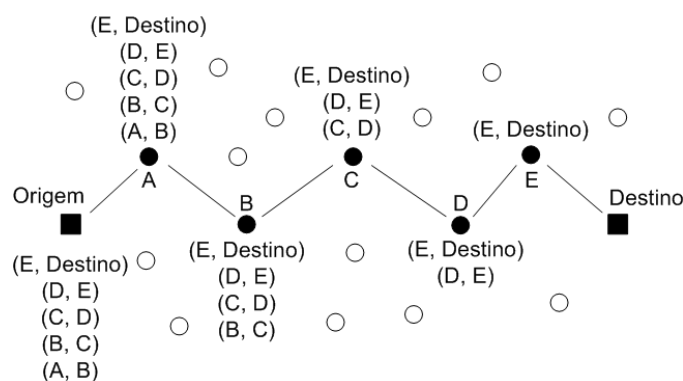 (E, Destino)
(D, E)
(C, D)
(B, C)
(A, B)
A
(E, Destino)
(D, E)
(C, D)
C
(E, Destino)
E
Origem
B
D
Destino
(E, Destino)
(D, E)
(C, D)
(B, C)
(A, B)
(E, Destino)
(D, E)
(C, D)
(B, C)
(E, Destino)
(D, E)